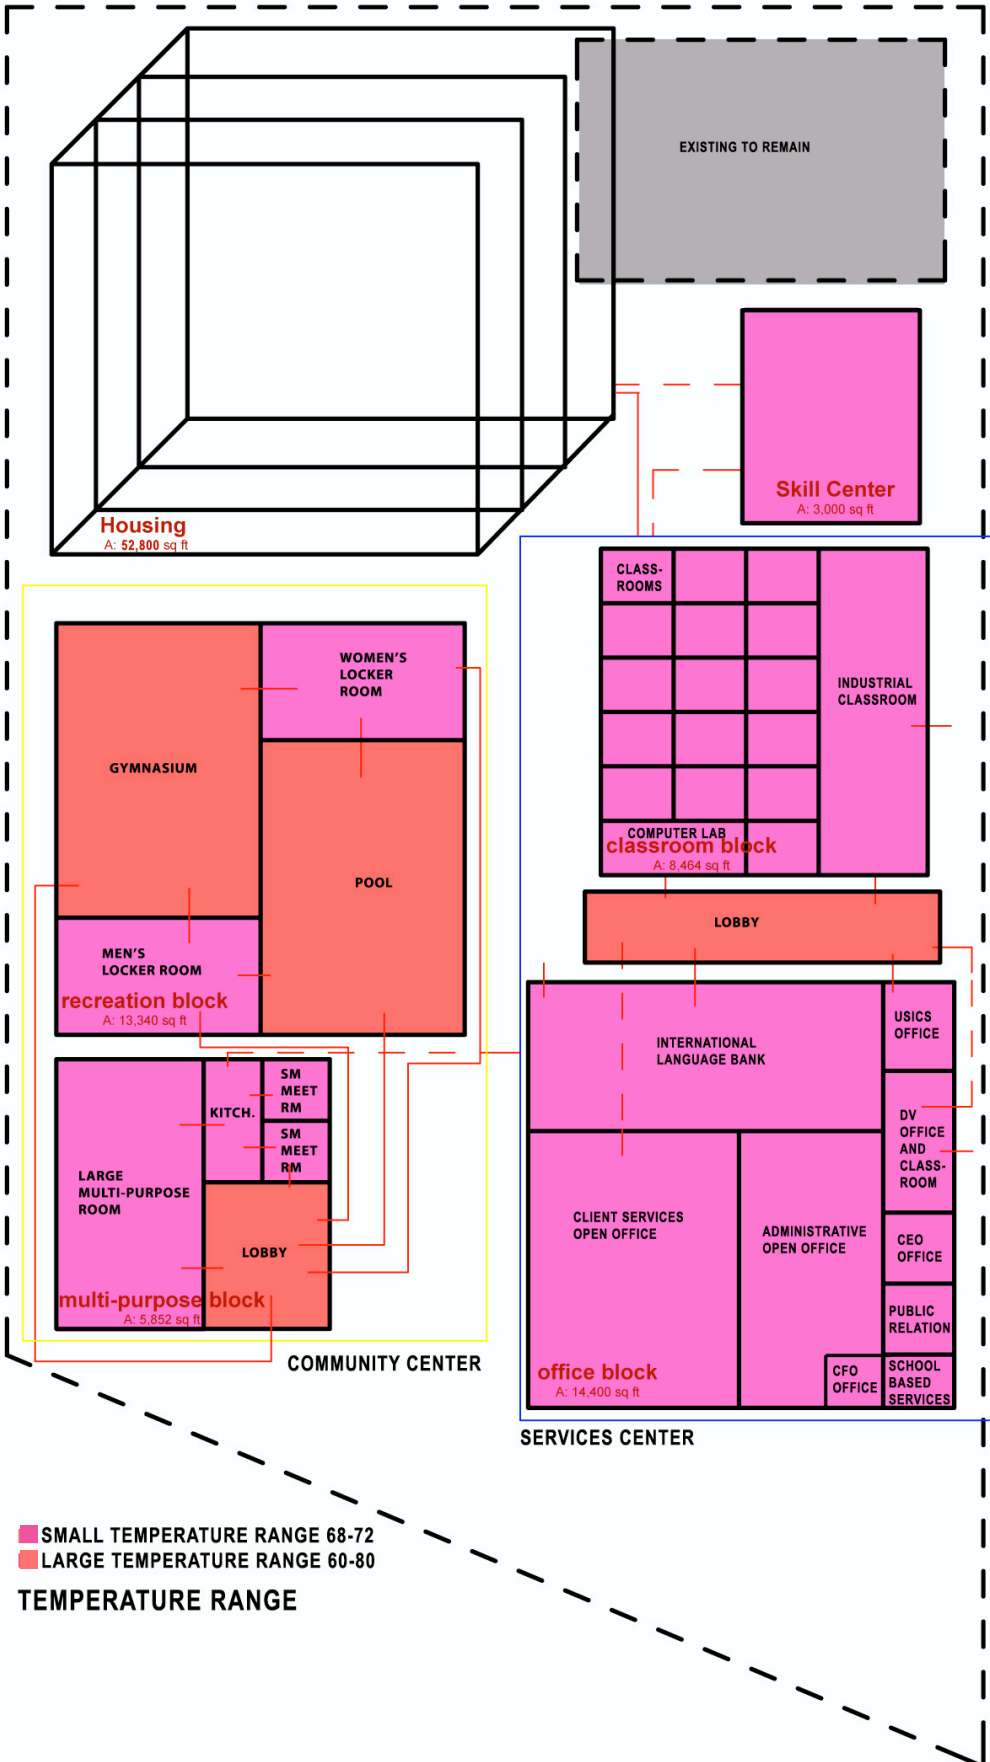 EXISTING TO REMAIN
Skill Center
A: 3,000 sq ft
Housing
A: 52,800 sq ft
CLASS-
ROOMS
INDUSTRIAL
CLASSROOM
COMPUTER LAB
classroom block
A: 8,464 sq ft
WOMEN'S
LOCKER
ROOM
GYMNASIUM
POOL
MEN'S
LOCKER ROOM
recreation block
A: 13,340 sq ft
LOBBY
INTERNATIONAL
LANGUAGE BANK
USICS
OFFICE
DV
OFFICE
AND
CLASS-
ROOM
CLIENT SERVICES
OPEN OFFICE
ADMINISTRATIVE
OPEN OFFICE
CEO
OFFICE
PUBLIC
RELATION
CFO
OFFICE
SCHOOL
BASED
SERVICES
office block
A: 14,400 sq ft
SM
MEET
RM
KITCH.
SM
MEET
RM
LARGE
MULTI-PURPOSE
ROOM
LOBBY
multi-purpose block
A: 5,852 sq ft
COMMUNITY CENTER
SERVICES CENTER
SMALL TEMPERATURE RANGE 68-72
LARGE TEMPERATURE RANGE 60-80
TEMPERATURE RANGE